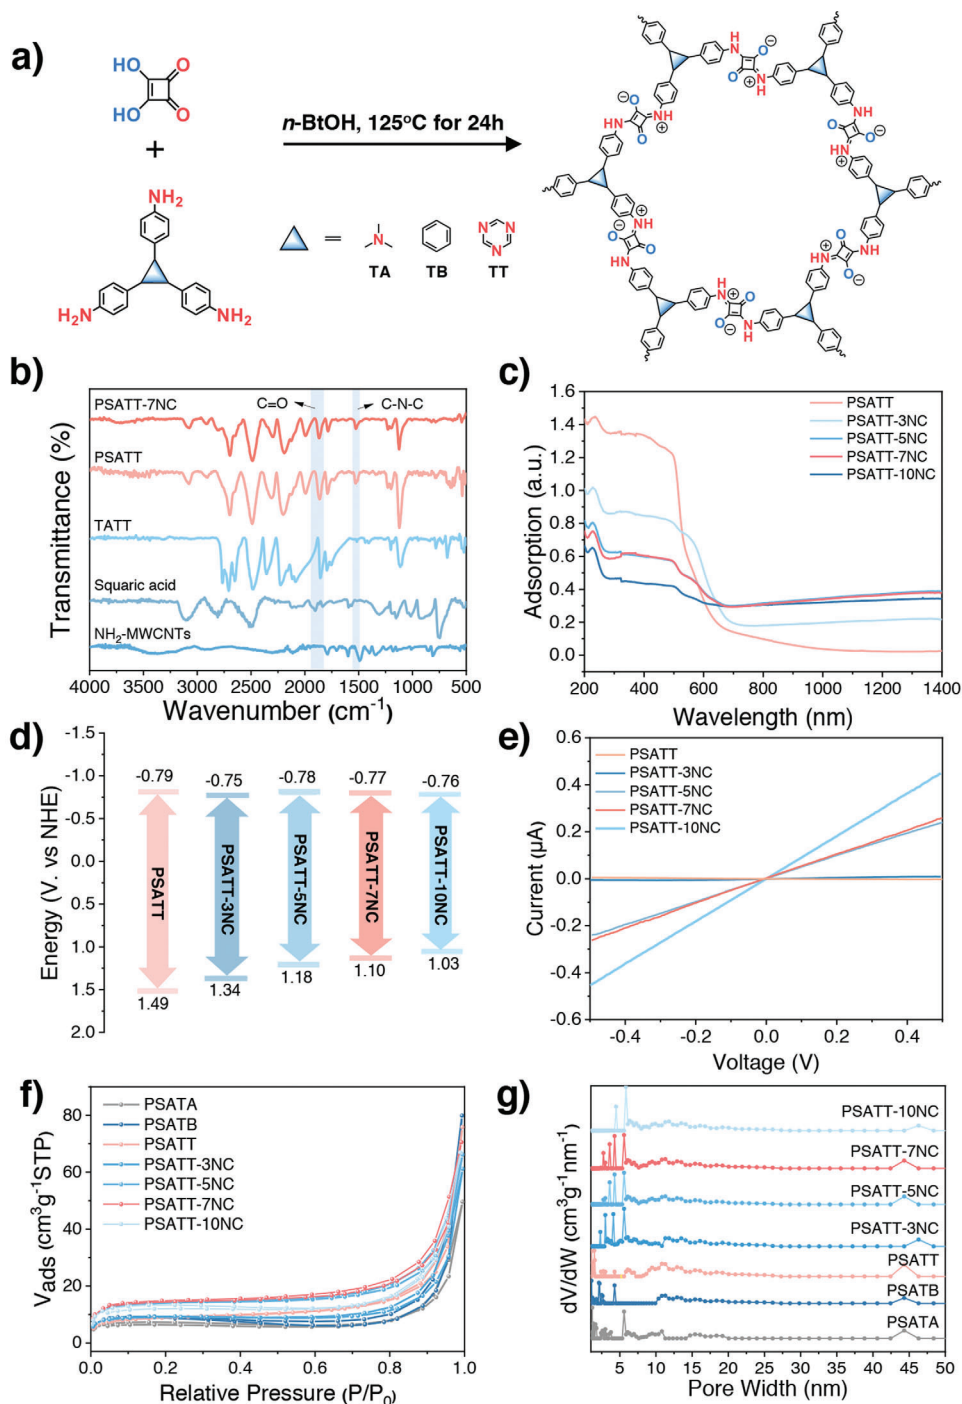 a)
HO
O
HO
O
+
NH₂
H₂N
NH₂
n-BtOH, 125°C for 24h
=
N
N
N
N
TA
TB
TT
H
N
O
⊖
O
NH
⊕
⊖
O
HN
O
NH
⊕
NH
O
⊖
O
NH
⊕
⊕
NH
⊖
O
O
HN
⊕
NH
O
HN
O
⊖
H
N
⊕
O
O
⊖
N
H
b)
PSATT-7NC
C=O
C-N-C
PSATT
TATT
Squaric acid
NH₂-MWCNTs
Transmittance (%)
4000 3500 3000 2500 2000 1500 1000 500
Wavenumber (cm⁻¹)
c)
PSATT
PSATT-3NC
PSATT-5NC
PSATT-7NC
PSATT-10NC
Adsorption (a.u.)
1.6
1.4
1.2
1.0
0.8
0.6
0.4
0.2
0.0
200 400 600 800 1000 1200 1400
Wavelength (nm)
d)
Energy (V. vs NHE)
-1.5
-1.0
-0.5
0.0
0.5
1.0
1.5
2.0
-0.79 -0.75 -0.78 -0.77 -0.76
PSATT
PSATT-3NC
PSATT-5NC
PSATT-7NC
PSATT-10NC
1.49 1.34 1.18 1.10 1.03
e)
PSATT
PSATT-3NC
PSATT-5NC
PSATT-7NC
PSATT-10NC
Current (μA)
0.6
0.4
0.2
0.0
-0.2
-0.4
-0.6
-0.4 -0.2 0.0 0.2 0.4
Voltage (V)
f)
PSATA
PSATB
PSATT
PSATT-3NC
PSATT-5NC
PSATT-7NC
PSATT-10NC
Vads (cm³g⁻¹STP)
80
60
40
20
0
0.0 0.2 0.4 0.6 0.8 1.0
Relative Pressure (P/P₀)
g)
PSATT-10NC
PSATT-7NC
PSATT-5NC
PSATT-3NC
PSATT
PSATB
PSATA
dV/dW (cm³g⁻¹nm⁻¹)
5 10 15 20 25 30 35 40 45 50
Pore Width (nm)